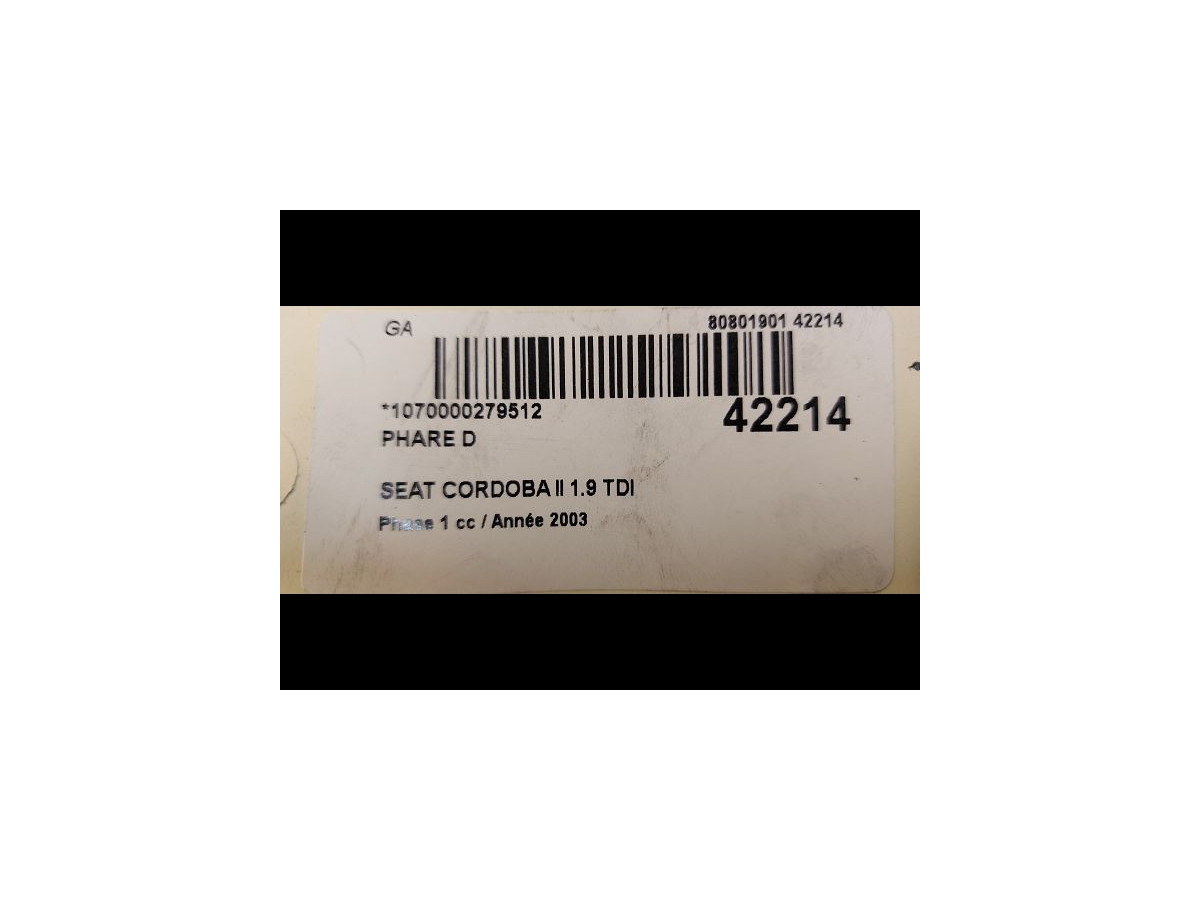 GA
80801901 42214
*1070000279512
42214
PHARE D
SEAT CORDOBA II 1.9 TDI
Phase 1 cc / Année 2003